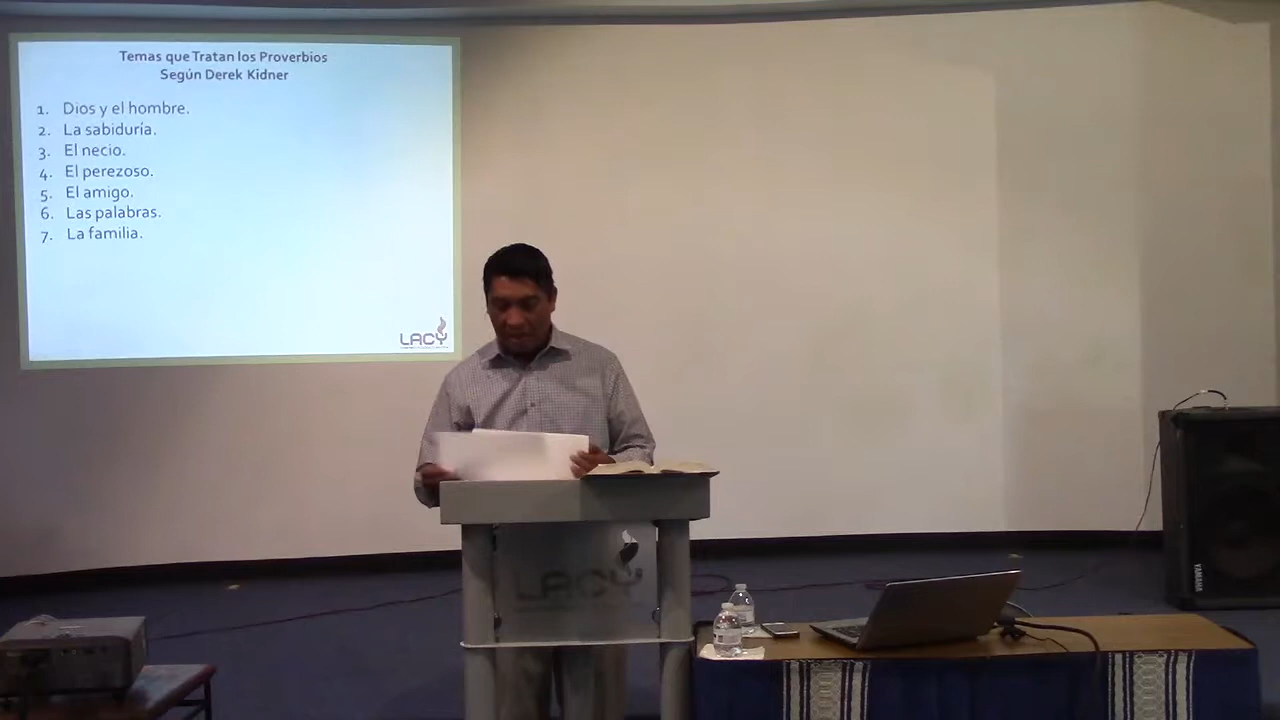 Temas que Tratan los Proverbios
Según Derek Kidner
1. Dios y el hombre.
2. La sabiduría.
3. El necio.
4. El perezoso.
5. El amigo.
6. Las palabras.
7. La familia.
LACY
LACY
YAMAHA